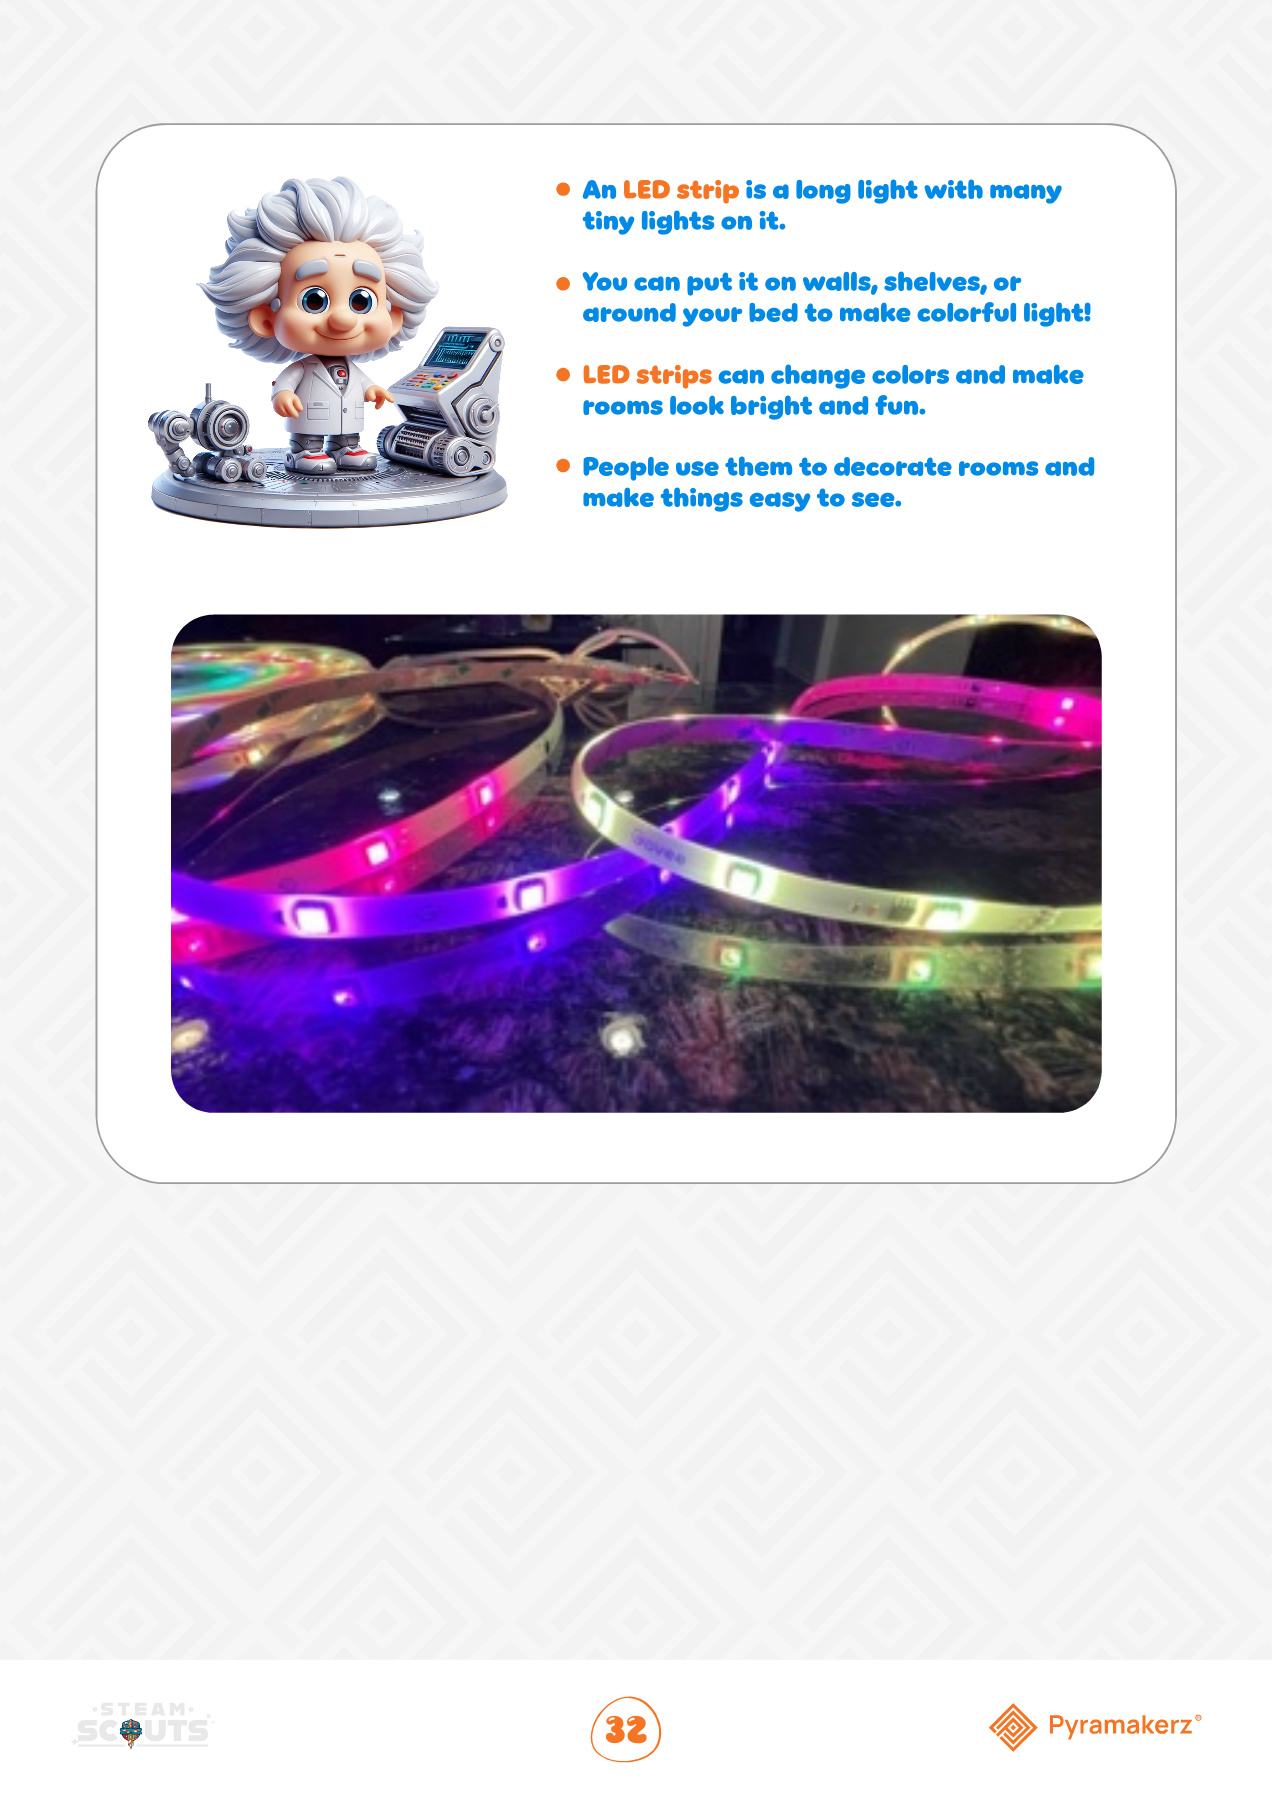 An LED strip is a long light with many
tiny lights on it.
You can put it on walls, shelves, or
around your bed to make colorful light!
LED strips can change colors and make
rooms look bright and fun.
People use them to decorate rooms and
make things easy to see.
STEAM
SCOUTS
32
Pyramakerz